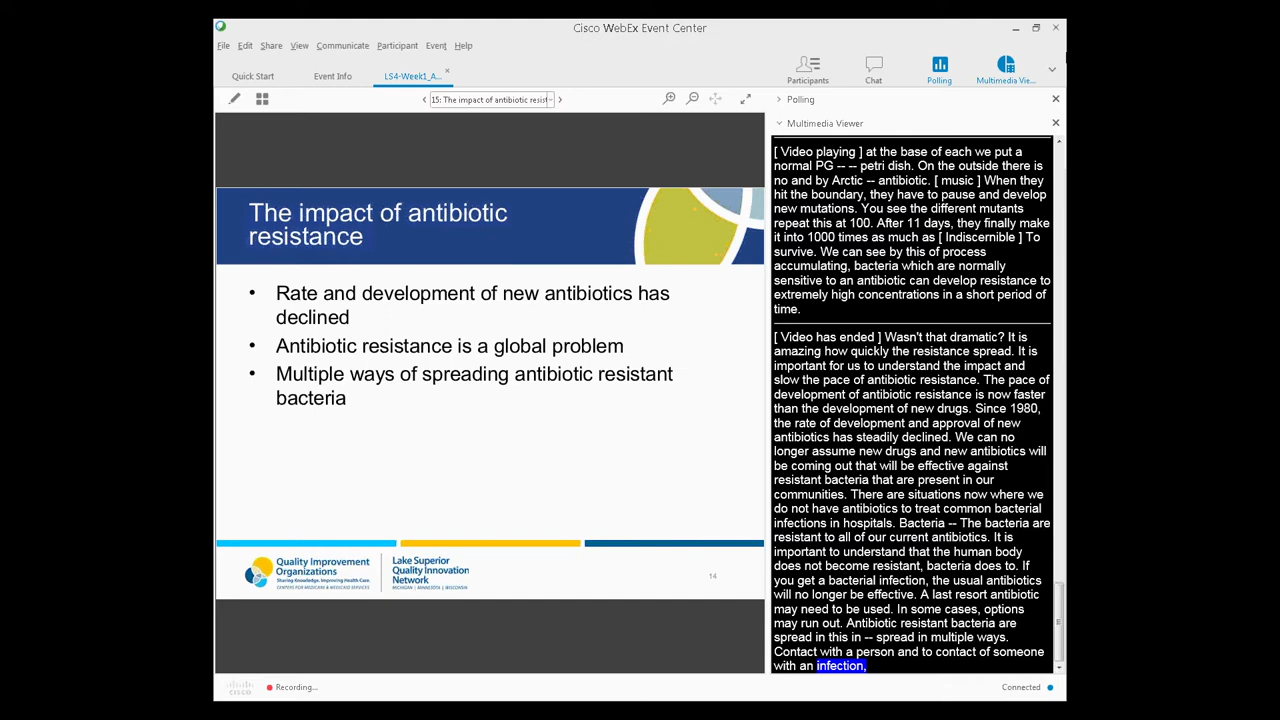 Cisco WebEx Event Center
File Edit Share View Communicate Participant Event Help
Quick Start Event Info LS4-Week1_A...
Participants Chat Polling Multimedia Vie...
15: The impact of antibiotic resist
Polling
Multimedia Viewer
The impact of antibiotic
resistance
• Rate and development of new antibiotics has
declined
• Antibiotic resistance is a global problem
• Multiple ways of spreading antibiotic resistant
bacteria
Quality Improvement
Organizations
Sharing Knowledge. Improving Health Care.
CENTERS FOR MEDICARE & MEDICAID SERVICES
Lake Superior
Quality Innovation
Network
MICHIGAN | MINNESOTA | WISCONSIN
14
[ Video playing ] at the base of each we put a
normal PG -- -- petri dish. On the outside there is
no and by Arctic -- antibiotic. [ music ] When they
hit the boundary, they have to pause and develop
new mutations. You see the different mutants
repeat this at 100. After 11 days, they finally make
it into 1000 times as much as [ Indiscernible ] To
survive. We can see by this of process
accumulating, bacteria which are normally
sensitive to an antibiotic can develop resistance to
extremely high concentrations in a short period of
time.
[ Video has ended ] Wasn't that dramatic? It is
amazing how quickly the resistance spread. It is
important for us to understand the impact and
slow the pace of antibiotic resistance. The pace of
development of antibiotic resistance is now faster
than the development of new drugs. Since 1980,
the rate of development and approval of new
antibiotics has steadily declined. We can no
longer assume new drugs and new antibiotics will
be coming out that will be effective against
resistant bacteria that are present in our
communities. There are situations now where we
do not have antibiotics to treat common bacterial
infections in hospitals. Bacteria -- The bacteria are
resistant to all of our current antibiotics. It is
important to understand that the human body
does not become resistant, bacteria does to. If
you get a bacterial infection, the usual antibiotics
will no longer be effective. A last resort antibiotic
may need to be used. In some cases, options
may run out. Antibiotic resistant bacteria are
spread in this in -- spread in multiple ways.
Contact with a person and to contact of someone
with an infection,
cisco Recording... Connected